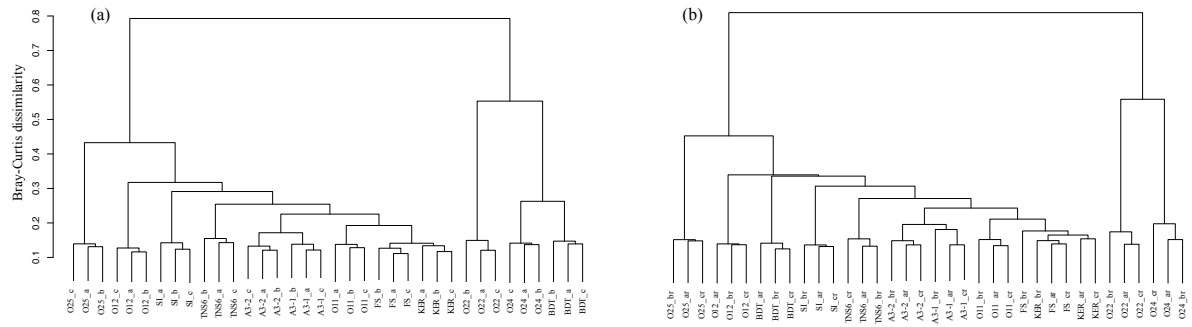 (a)
Bray-Curtis dissimilarity
0.8
0.7
0.6
0.5
0.4
0.3
0.2
0.1
O25_c
O25_a
O25_b
O12_c
O12_a
O12_b
SI_a
SI_b
SI_c
TNS6_b
TNS6_a
TNS6_c
A3-2_c
A3-2_a
A3-2_b
A3-1_b
A3-1_a
A3-1_c
O11_a
O11_b
O11_c
FS_b
FS_a
FS_c
KER_a
KER_b
KER_c
O22_b
O22_a
O22_c
O24_c
O24_a
O24_b
BDT_b
BDT_a
BDT_c
(b)
O25_br
O25_ar
O25_cr
O12_ar
O12_br
O12_cr
BDT_ar
BDT_br
BDT_cr
SI_br
SI_ar
SI_cr
TNS6_cr
TNS6_ar
TNS6_br
A3-2_br
A3-2_ar
A3-2_cr
A3-1_br
A3-1_ar
A3-1_cr
O11_br
O11_ar
O11_cr
FS_br
KER_br
FS_ar
FS_cr
KER_ar
KER_cr
O22_br
O22_ar
O22_cr
O24_cr
O24_ar
O24_br